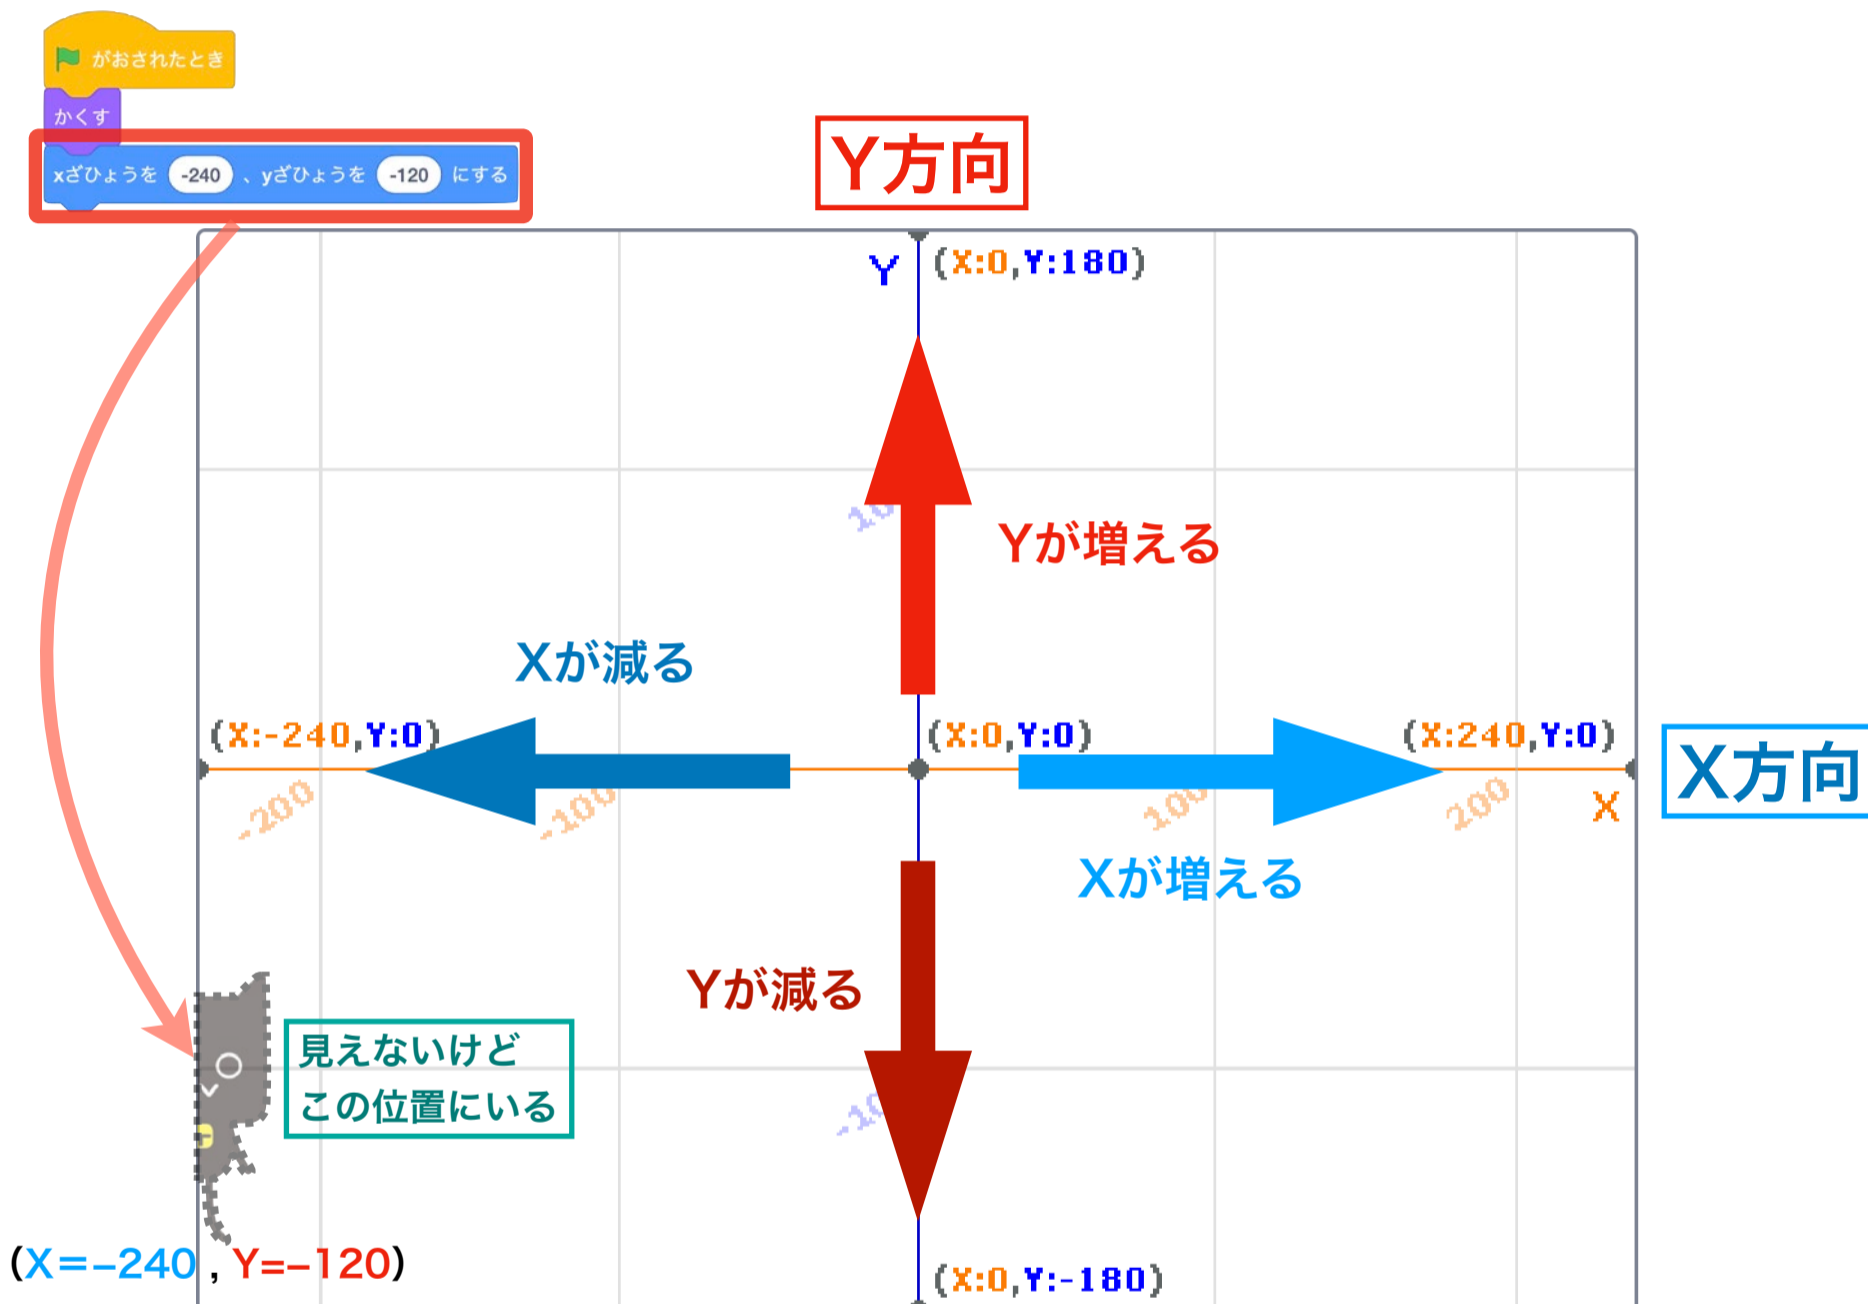 がおされたとき
かくす
xざひょうを -240 、yざひょうを -120 にする
Y方向
Y (X:0,Y:180)
Yが増える
Xが減る
(X:-240,Y:0) (X:0,Y:0) (X:240,Y:0)
X方向
-200 -100 100 200 X
Xが増える
Yが減る
見えないけど
この位置にいる
(X=-240 , Y=-120)
(X:0,Y:-180)